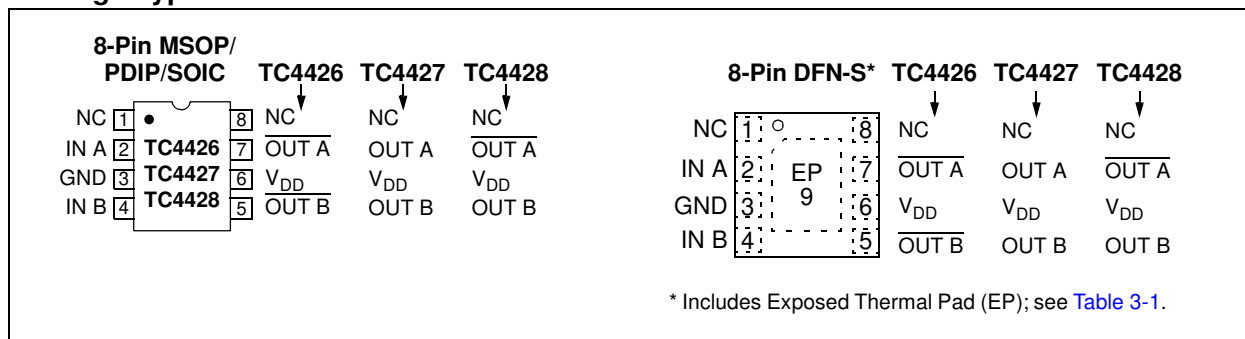 8-Pin MSOP/
PDIP/SOIC TC4426 TC4427 TC4428
NC 1 8 NC NC NC
IN A 2 TC4426 7 OUT A OUT A OUT A
GND 3 TC4427 6 VDD VDD VDD
IN B 4 TC4428 5 OUT B OUT B OUT B
8-Pin DFN-S* TC4426 TC4427 TC4428
NC 1 8 NC NC NC
IN A 2 EP 7 OUT A OUT A OUT A
GND 3 9 6 VDD VDD VDD
IN B 4 5 OUT B OUT B OUT B
* Includes Exposed Thermal Pad (EP); see Table 3-1.